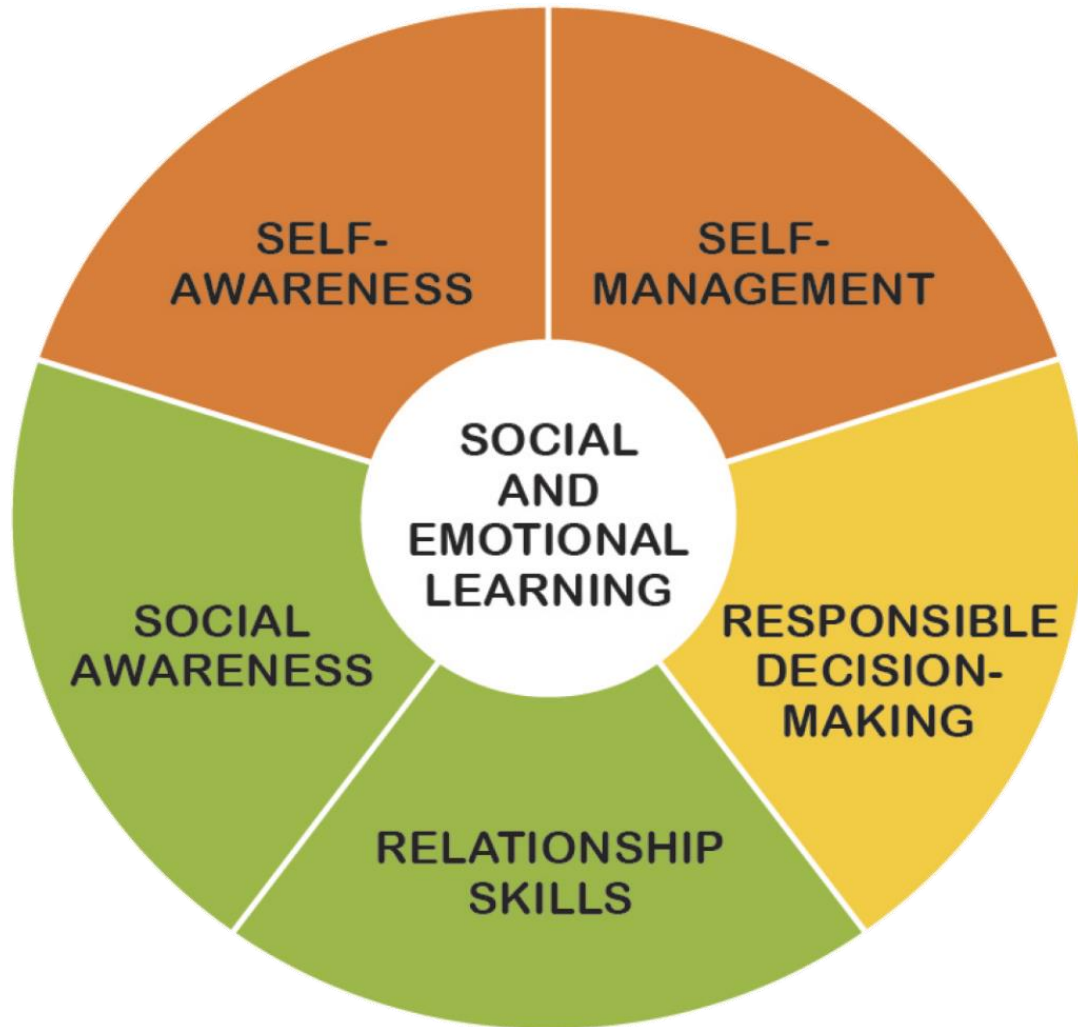 SELF-
AWARENESS
SELF-
MANAGEMENT
SOCIAL
AND
EMOTIONAL
LEARNING
SOCIAL
AWARENESS
RESPONSIBLE
DECISION-
MAKING
RELATIONSHIP
SKILLS